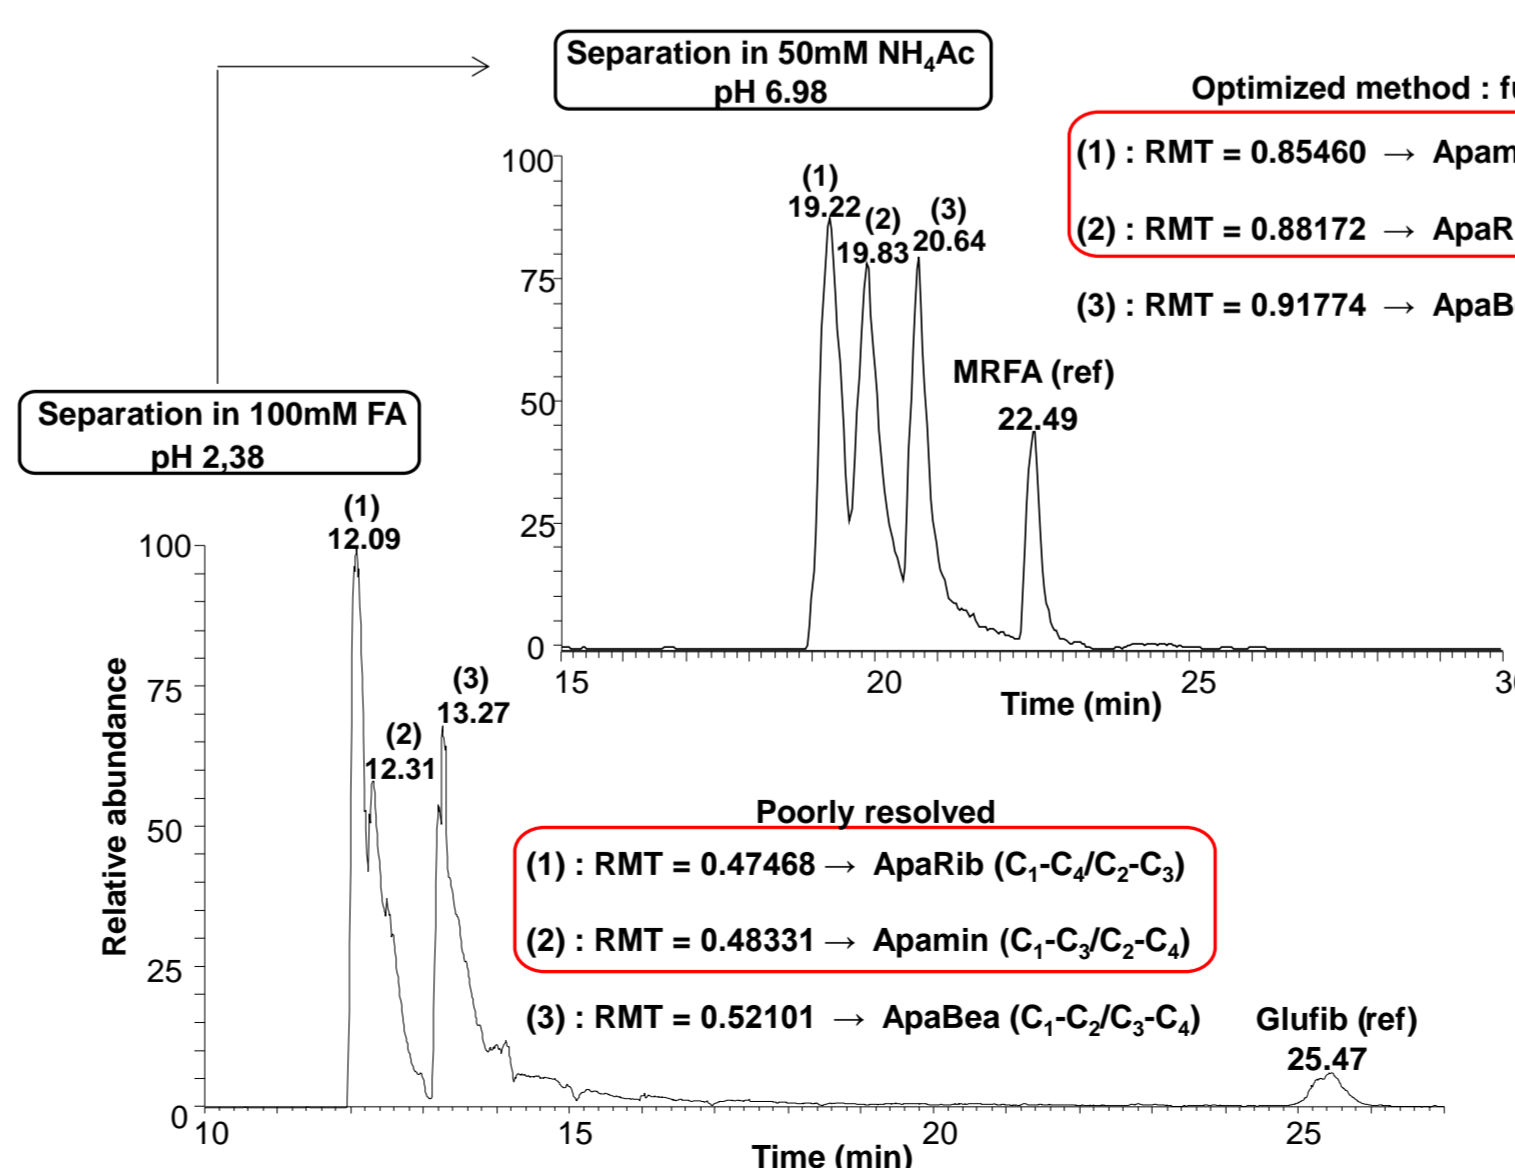 Separation in 50mM NH₄Ac
pH 6.98
Optimized method :
(1) : RMT = 0.85460 →
(2) : RMT = 0.88172 →
(3) : RMT = 0.91774 →
100
75
50
25
0
(1)
19.22
(2)
19.83
(3)
20.64
MRFA (ref)
22.49
15
20
25
Time (min)
Separation in 100mM FA
pH 2,38
Relative abundance
100
75
50
25
0
(1)
12.09
(2)
12.31
(3)
13.27
Poorly resolved
(1) : RMT = 0.47468 → ApaRib (C₁-C₄/C₂-C₃)
(2) : RMT = 0.48331 → Apamin (C₁-C₃/C₂-C₄)
(3) : RMT = 0.52101 → ApaBea (C₁-C₂/C₃-C₄)
Glufib (ref)
25.47
10
15
20
25
Time (min)